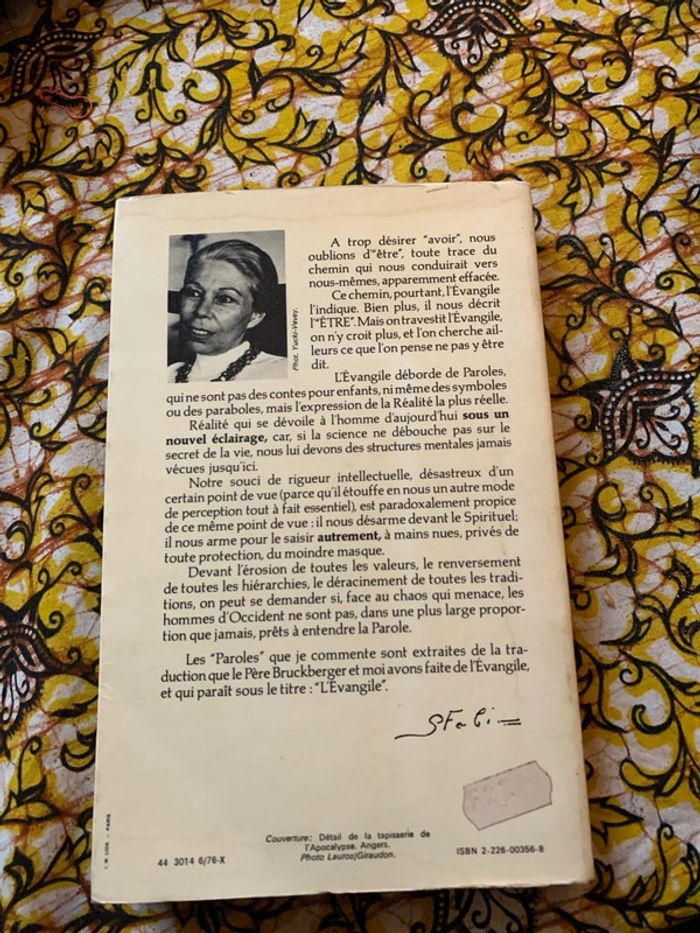 A trop désirer "avoir", nous
oublions d'"être", toute trace du
chemin qui nous conduirait vers
nous-mêmes, apparemment effacée.
Ce chemin, pourtant, l'Évangile
l'indique. Bien plus, il nous décrit
l'"ÊTRE". Mais on travestit l'Évangile,
on n'y croit plus, et l'on cherche ail-
leurs ce que l'on pense ne pas y être
dit.
Phot. Yucki-Vevey.
L'Évangile déborde de Paroles,
qui ne sont pas des contes pour enfants, ni même des symboles
ou des paraboles, mais l'expression de la Réalité la plus réelle.
Réalité qui se dévoile à l'homme d'aujourd'hui sous un
nouvel éclairage, car, si la science ne débouche pas sur le
secret de la vie, nous lui devons des structures mentales jamais
vécues jusqu'ici.
Notre souci de rigueur intellectuelle, désastreux d'un
certain point de vue (parce qu'il étouffe en nous un autre mode
de perception tout à fait essentiel), est paradoxalement propice
de ce même point de vue : il nous désarme devant le Spirituel;
il nous arme pour le saisir autrement, à mains nues, privés de
toute protection, du moindre masque.
Devant l'érosion de toutes les valeurs, le renversement
de toutes les hiérarchies, le déracinement de toutes les tradi-
tions, on peut se demander si, face au chaos qui menace, les
hommes d'Occident ne sont pas, dans une plus large propor-
tion que jamais, prêts à entendre la Parole.
Les "Paroles" que je commente sont extraites de la tra-
duction que le Père Bruckberger et moi avons faite de l'Évangile,
et qui paraît sous le titre : "L'Évangile".
Couverture: Détail de la tapisserie de
l'Apocalypse. Angers.
Photo Lauros/Giraudon.
44 3014 6/76-X
ISBN 2-226-00356-8